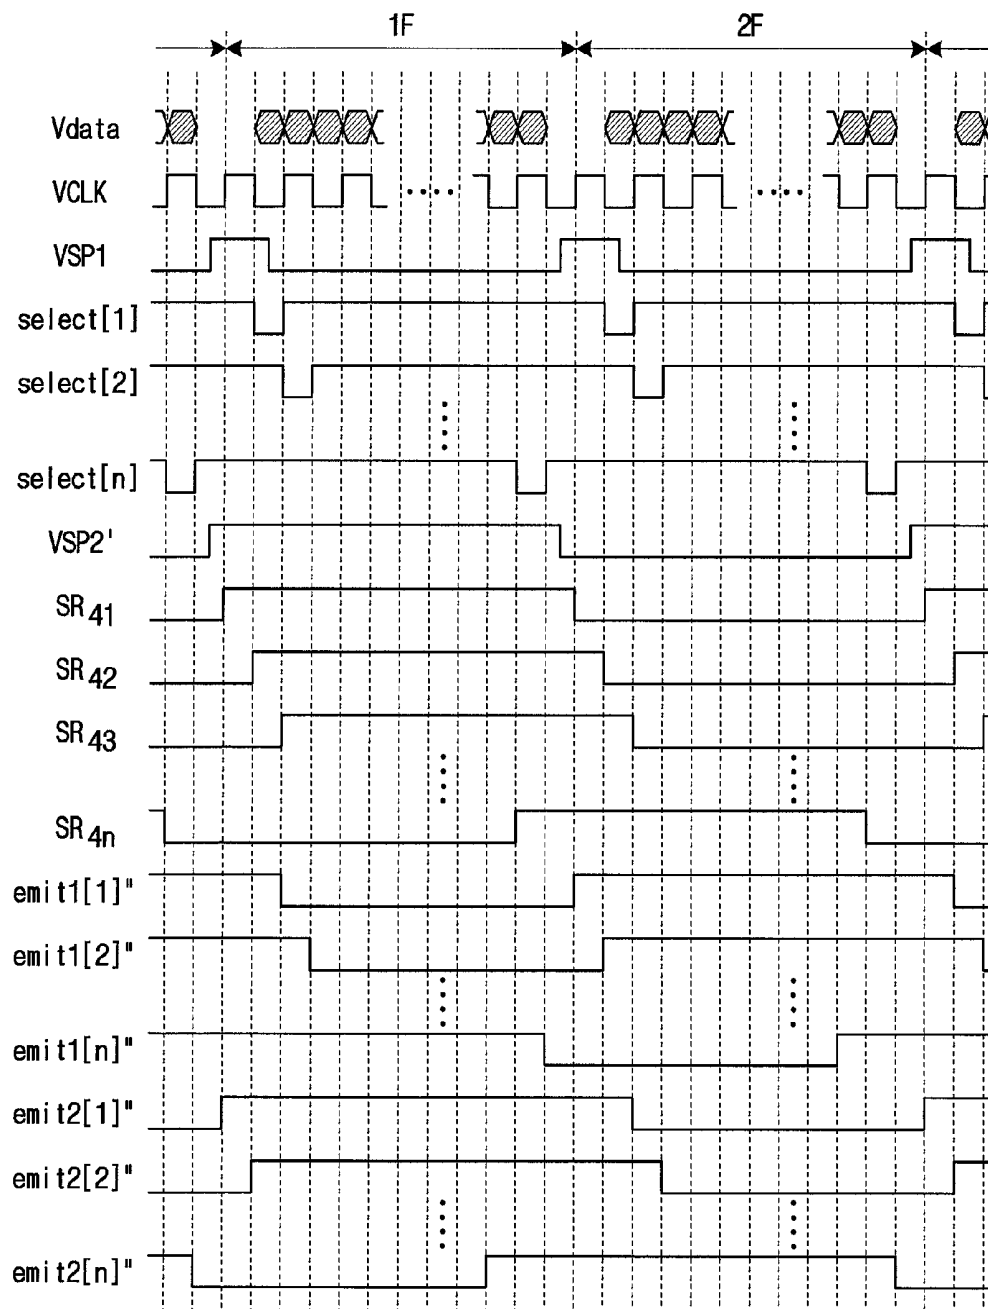 1F 2F
Vdata
VCLK
VSP1
select[1]
select[2]
select[n]
VSP2'
SR41
SR42
SR43
SR4n
emit1[1]"
emit1[2]"
emit1[n]"
emit2[1]"
emit2[2]"
emit2[n]"